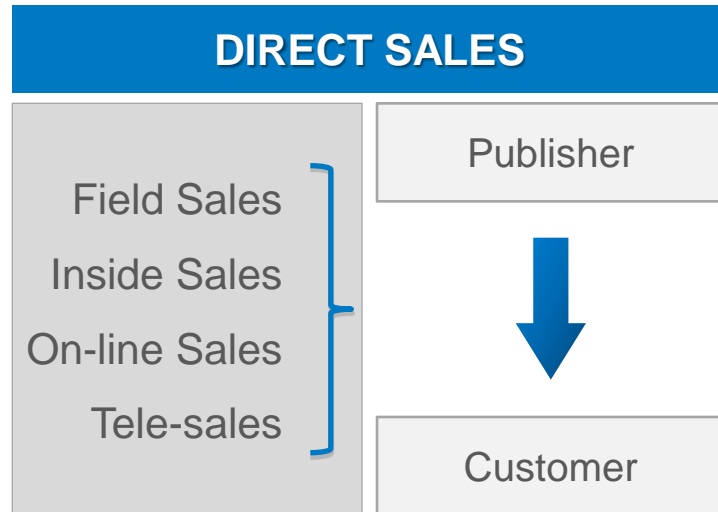 DIRECT SALES
Field Sales
Inside Sales
On-line Sales
Tele-sales
Publisher
Customer